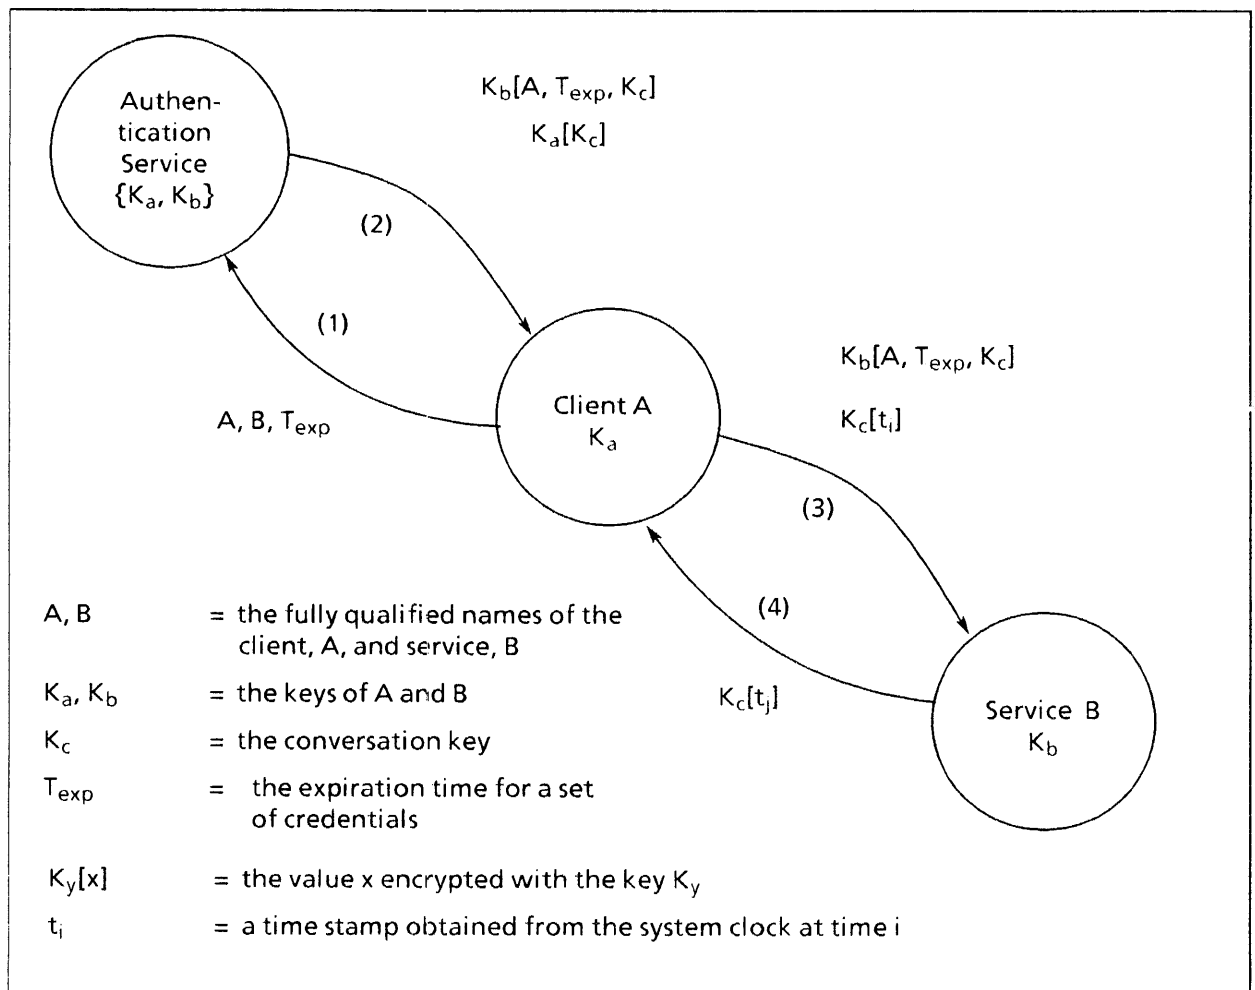 Authen-
tication
Service
{Ka, Kb}
Kb[A, Texp, Kc]
Ka[Kc]
(2)
(1)
A, B, Texp
Client A
Ka
Kb[A, Texp, Kc]
Kc[ti]
(3)
(4)
Kc[tj]
Service B
Kb
A, B = the fully qualified names of the
client, A, and service, B
Ka, Kb = the keys of A and B
Kc = the conversation key
Texp = the expiration time for a set
of credentials
Ky[x] = the value x encrypted with the key Ky
ti = a time stamp obtained from the system clock at time i